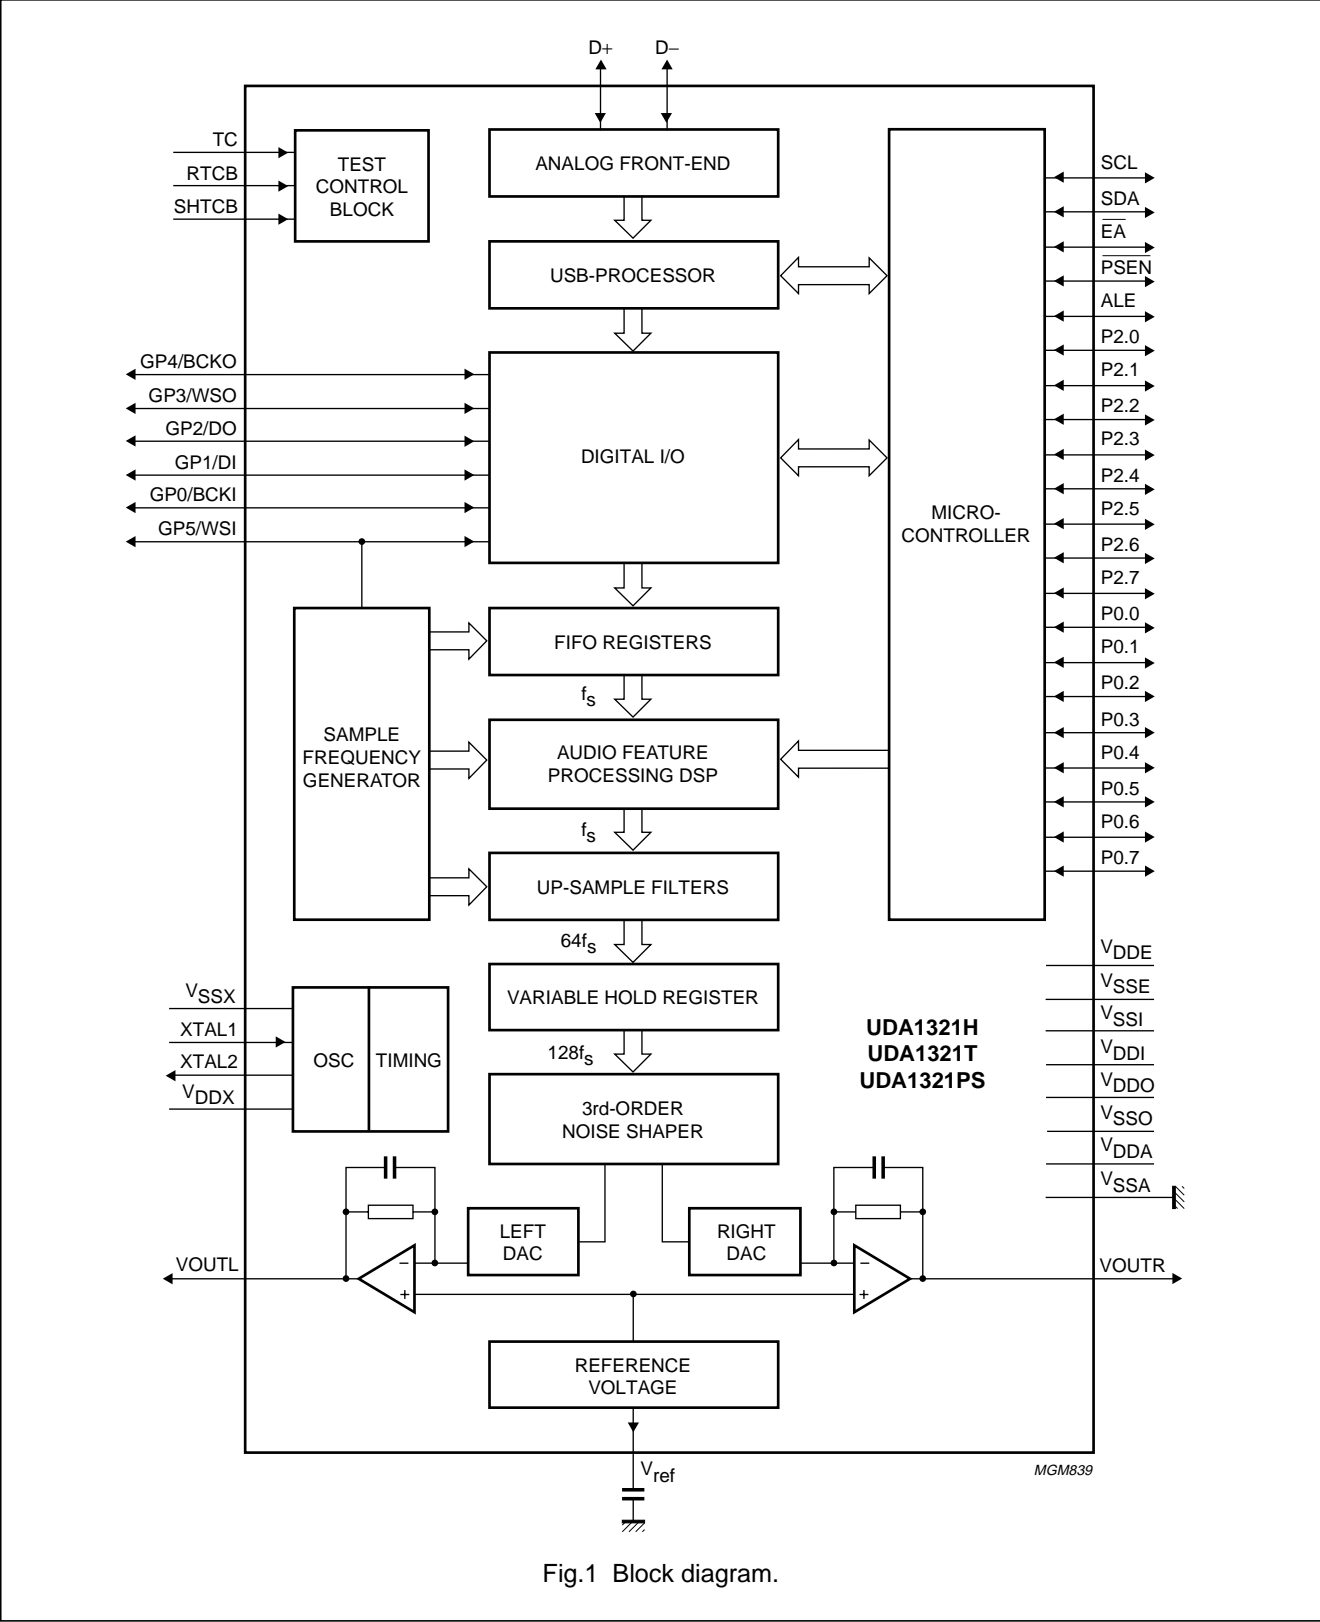 D+ D−
TC
RTCB
SHTCB
TEST
CONTROL
BLOCK
ANALOG FRONT-END
USB-PROCESSOR
GP4/BCKO
GP3/WSO
GP2/DO
GP1/DI
GP0/BCKI
GP5/WSI
DIGITAL I/O
MICRO-
CONTROLLER
SCL
SDA
E̅A̅
P̅S̅E̅N̅
ALE
P2.0
P2.1
P2.2
P2.3
P2.4
P2.5
P2.6
P2.7
P0.0
P0.1
P0.2
P0.3
P0.4
P0.5
P0.6
P0.7
FIFO REGISTERS
fs
SAMPLE
FREQUENCY
GENERATOR
AUDIO FEATURE
PROCESSING DSP
fs
UP-SAMPLE FILTERS
64fs
VARIABLE HOLD REGISTER
128fs
3rd-ORDER
NOISE SHAPER
VSSX
XTAL1
XTAL2
VDDX
OSC TIMING
UDA1321H
UDA1321T
UDA1321PS
VDDE
VSSE
VSSI
VDDI
VDDO
VSSO
VDDA
VSSA
LEFT
DAC
RIGHT
DAC
− −
+ +
VOUTL
VOUTR
REFERENCE
VOLTAGE
Vref
MGM839
Fig.1 Block diagram.